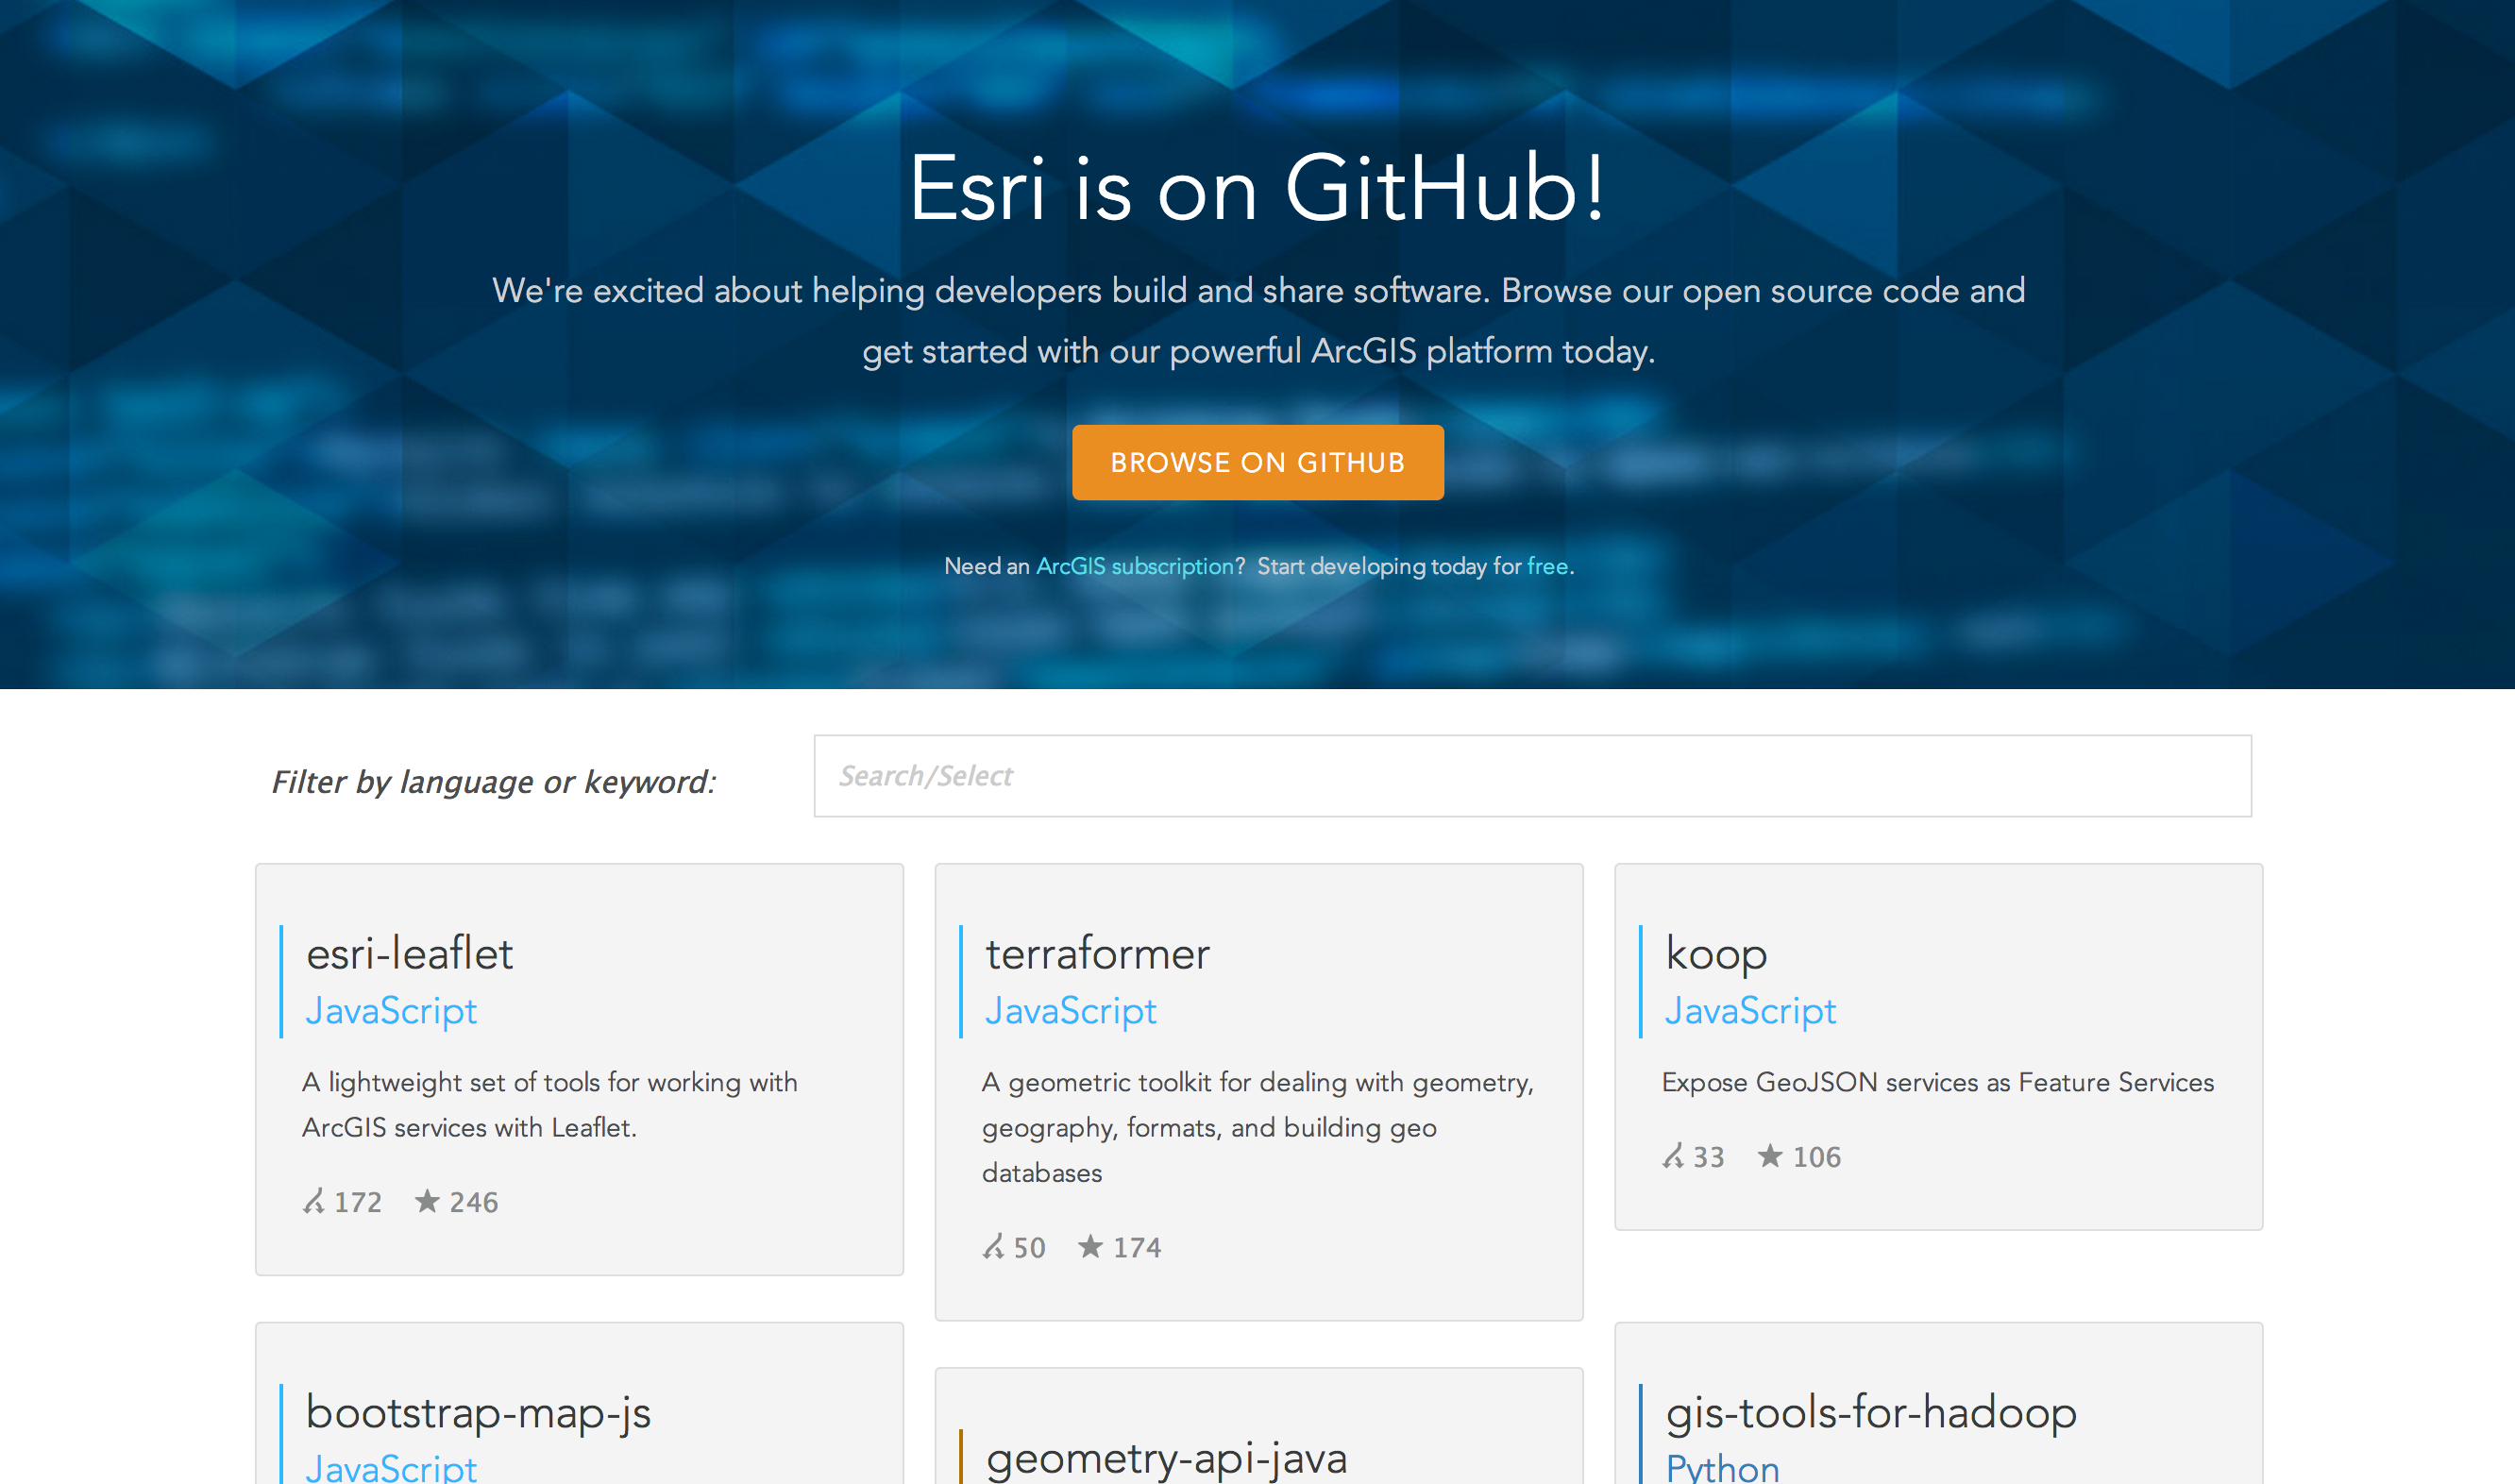 Esri is on GitHub!
We're excited about helping developers build and share software. Browse our open source code and
get started with our powerful ArcGIS platform today.
BROWSE ON GITHUB
Need an ArcGIS subscription? Start developing today for free.
Filter by language or keyword:
Search/Select
esri-leaflet
JavaScript
A lightweight set of tools for working with
ArcGIS services with Leaflet.
172 246
terraformer
JavaScript
A geometric toolkit for dealing with geometry,
geography, formats, and building geo
databases
50 174
koop
JavaScript
Expose GeoJSON services as Feature Services
33 106
bootstrap-map-js
JavaScript
geometry-api-java
gis-tools-for-hadoop
Python